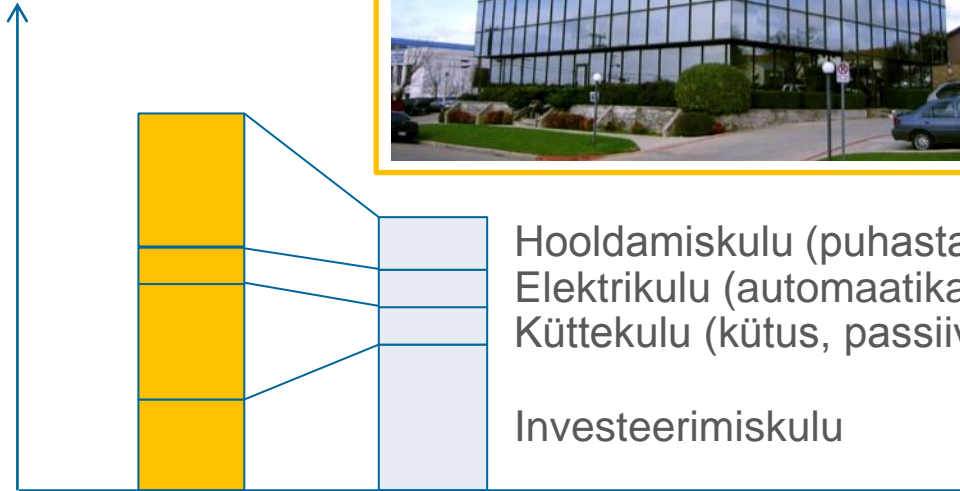 Hooldamiskulu (puhasta
Elektrikulu (automaatika
Küttekulu (kütus, passiiv
Investeerimiskulu